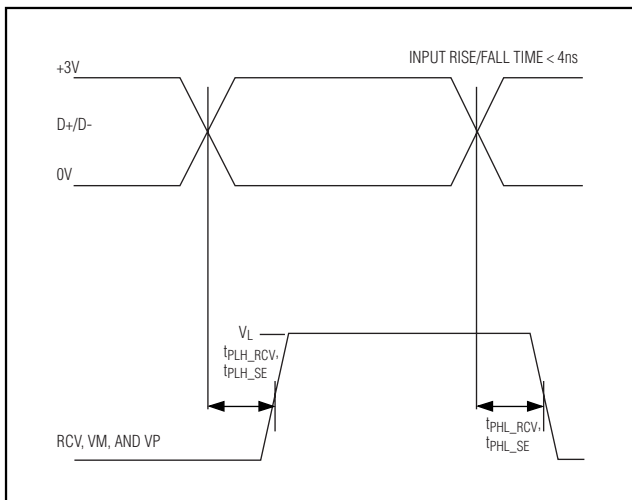 INPUT RISE/FALL TIME < 4ns
+3V
D+/D-
0V
VL
tPLH_RCV,
tPLH_SE
tPHL_RCV,
tPHL_SE
RCV, VM, AND VP